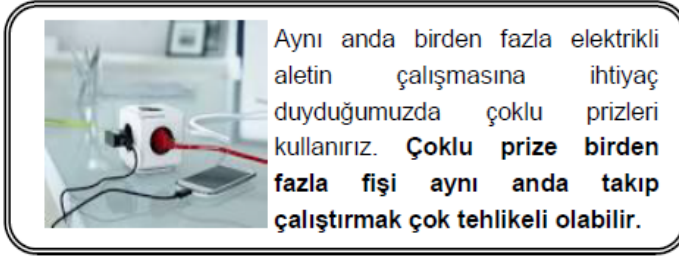 Aynı anda birden fazla elektrikli
aletin çalışmasına ihtiyaç
duyduğumuzda çoklu prizleri
kullanırız. Çoklu prize birden
fazla fişi aynı anda takıp
çalıştırmak çok tehlikeli olabilir.